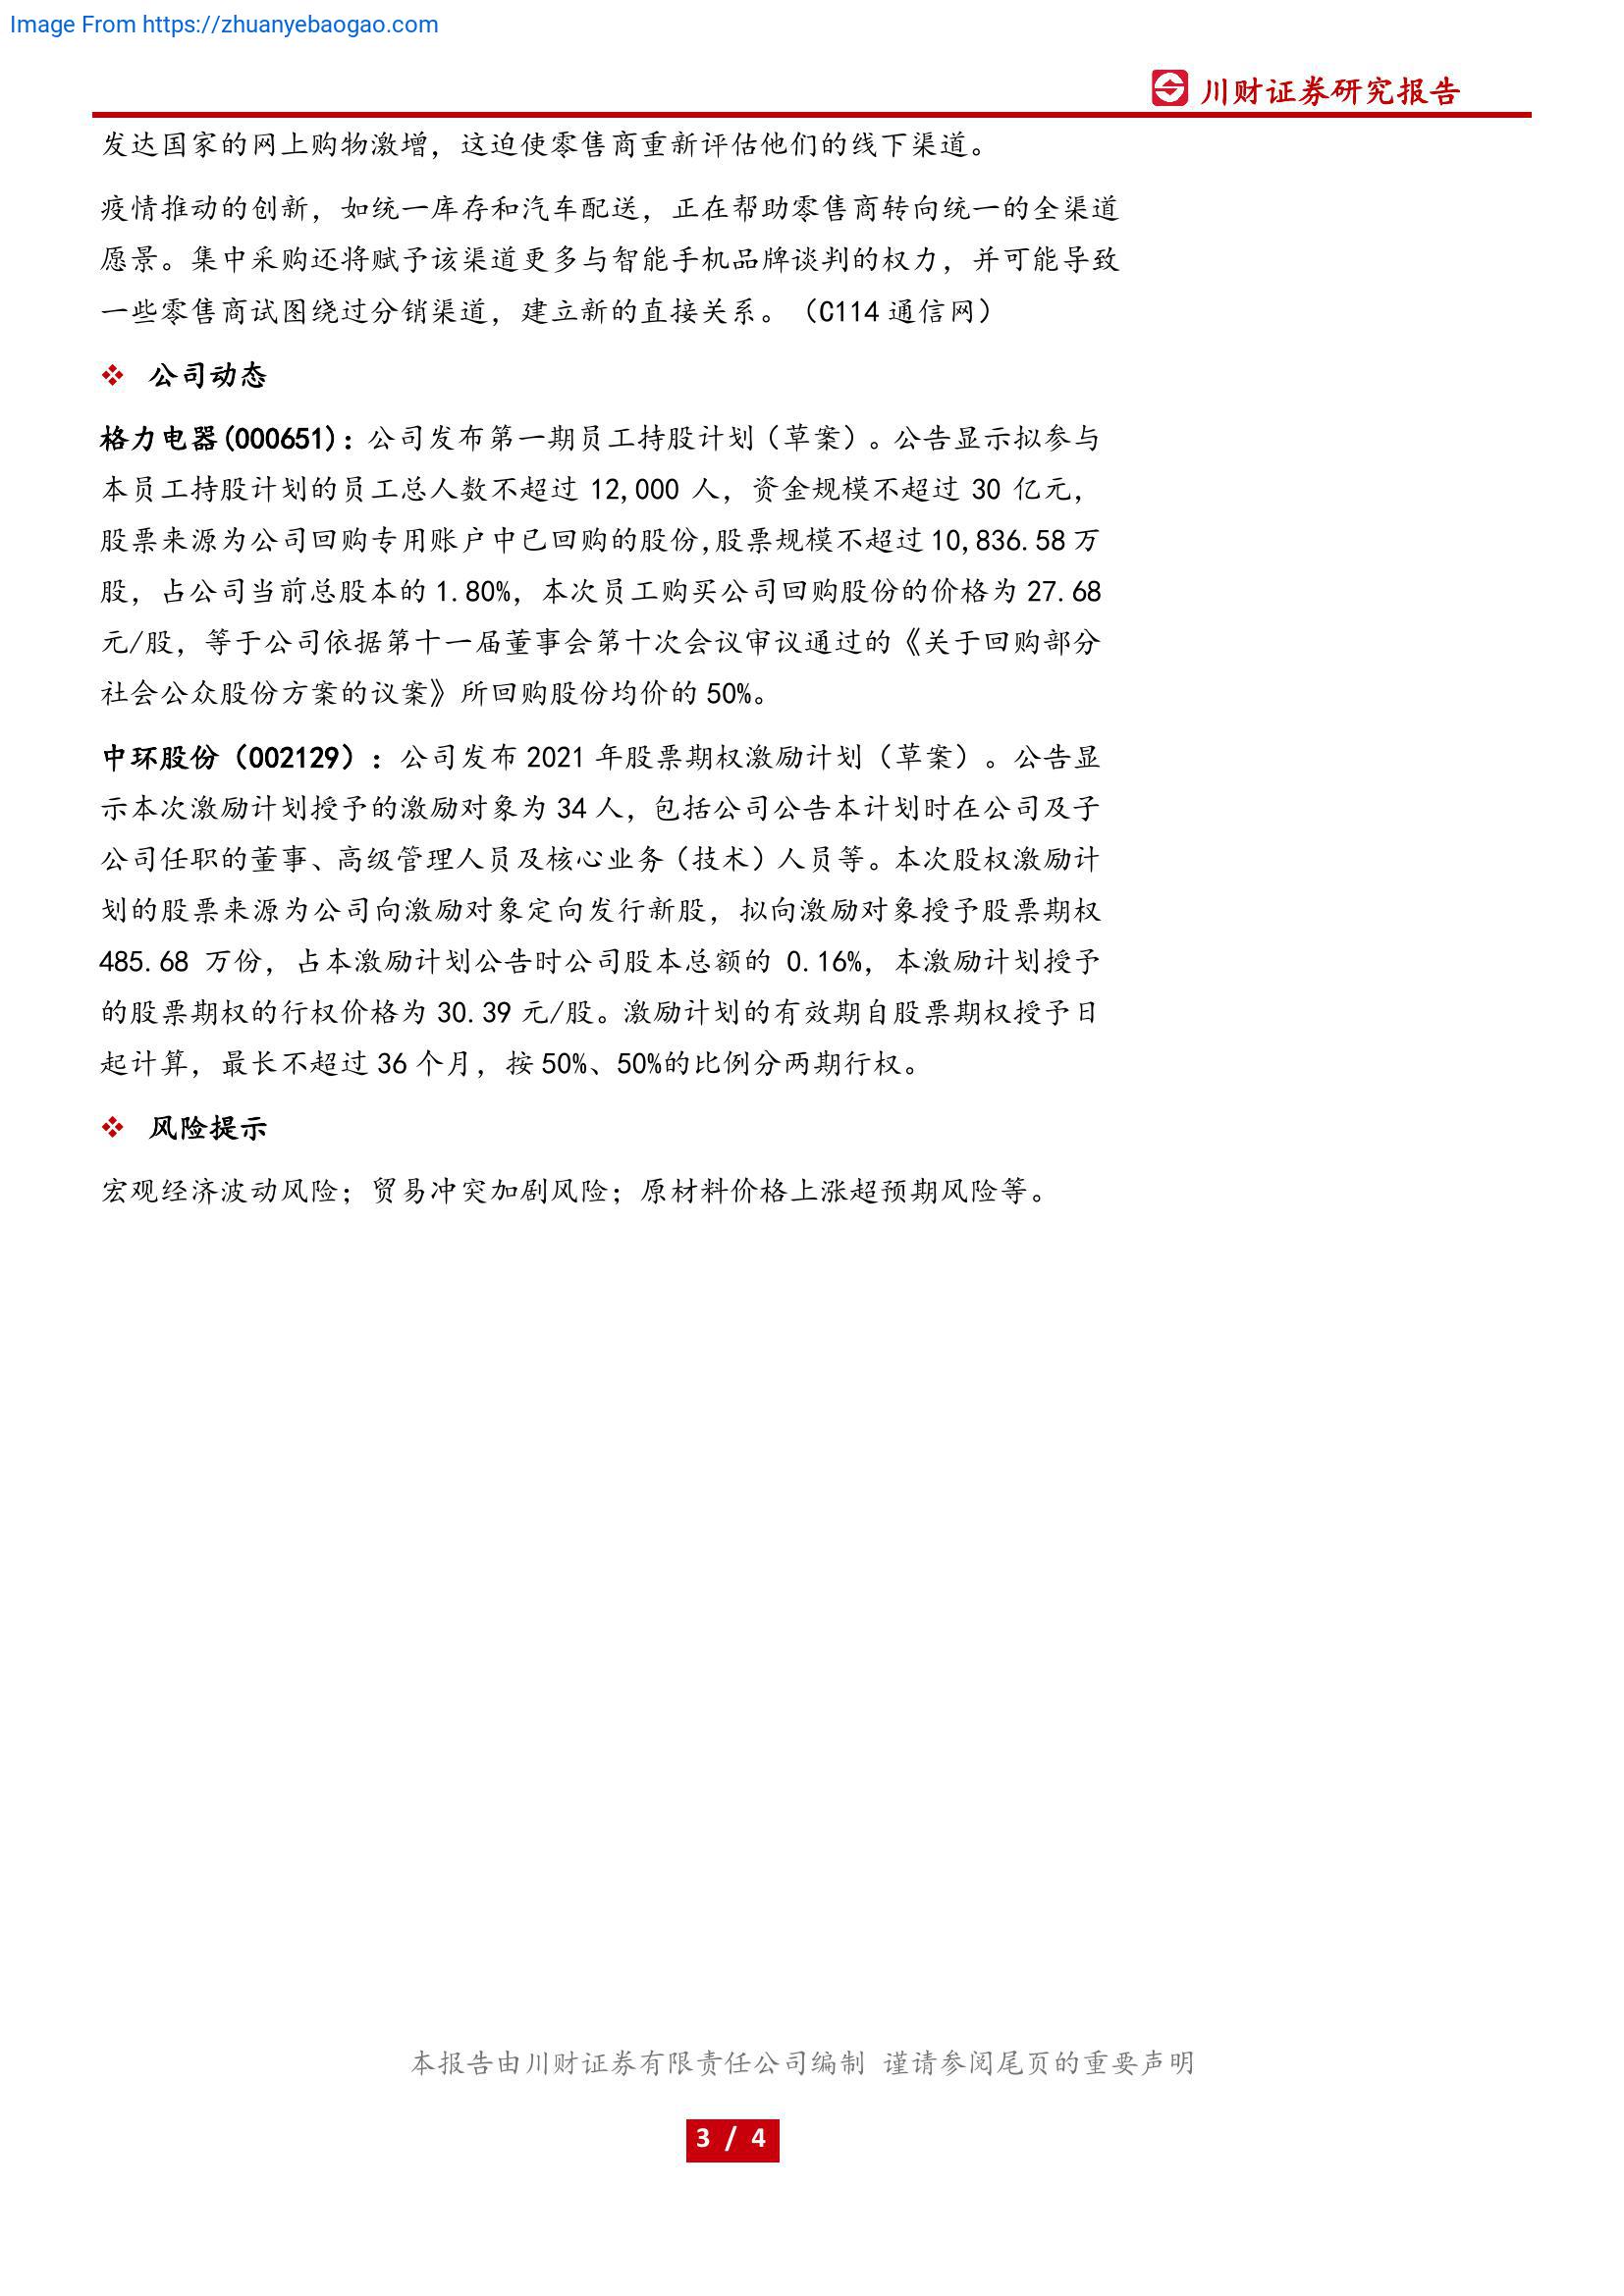 Image From https://zhuanyebaogao.com
川财证券研究报告
发达国家的网上购物激增，这迫使零售商重新评估他们的线下渠道。
疫情推动的创新，如统一库存和汽车配送，正在帮助零售商转向统一的全渠道
愿景。集中采购还将赋予该渠道更多与智能手机品牌谈判的权力，并可能导致
一些零售商试图绕过分销渠道，建立新的直接关系。（C114 通信网）
❖ 公司动态
格力电器(000651)：公司发布第一期员工持股计划（草案）。公告显示拟参与
本员工持股计划的员工总人数不超过 12,000 人，资金规模不超过 30 亿元，
股票来源为公司回购专用账户中已回购的股份,股票规模不超过 10,836.58 万
股，占公司当前总股本的 1.80%，本次员工购买公司回购股份的价格为 27.68
元/股，等于公司依据第十一届董事会第十次会议审议通过的《关于回购部分
社会公众股份方案的议案》所回购股份均价的 50%。
中环股份（002129）：公司发布 2021 年股票期权激励计划（草案）。公告显
示本次激励计划授予的激励对象为 34 人，包括公司公告本计划时在公司及子
公司任职的董事、高级管理人员及核心业务（技术）人员等。本次股权激励计
划的股票来源为公司向激励对象定向发行新股，拟向激励对象授予股票期权
485.68 万份，占本激励计划公告时公司股本总额的 0.16%，本激励计划授予
的股票期权的行权价格为 30.39 元/股。激励计划的有效期自股票期权授予日
起计算，最长不超过 36 个月，按 50%、50%的比例分两期行权。
❖ 风险提示
宏观经济波动风险；贸易冲突加剧风险；原材料价格上涨超预期风险等。
本报告由川财证券有限责任公司编制 谨请参阅尾页的重要声明
3 / 4